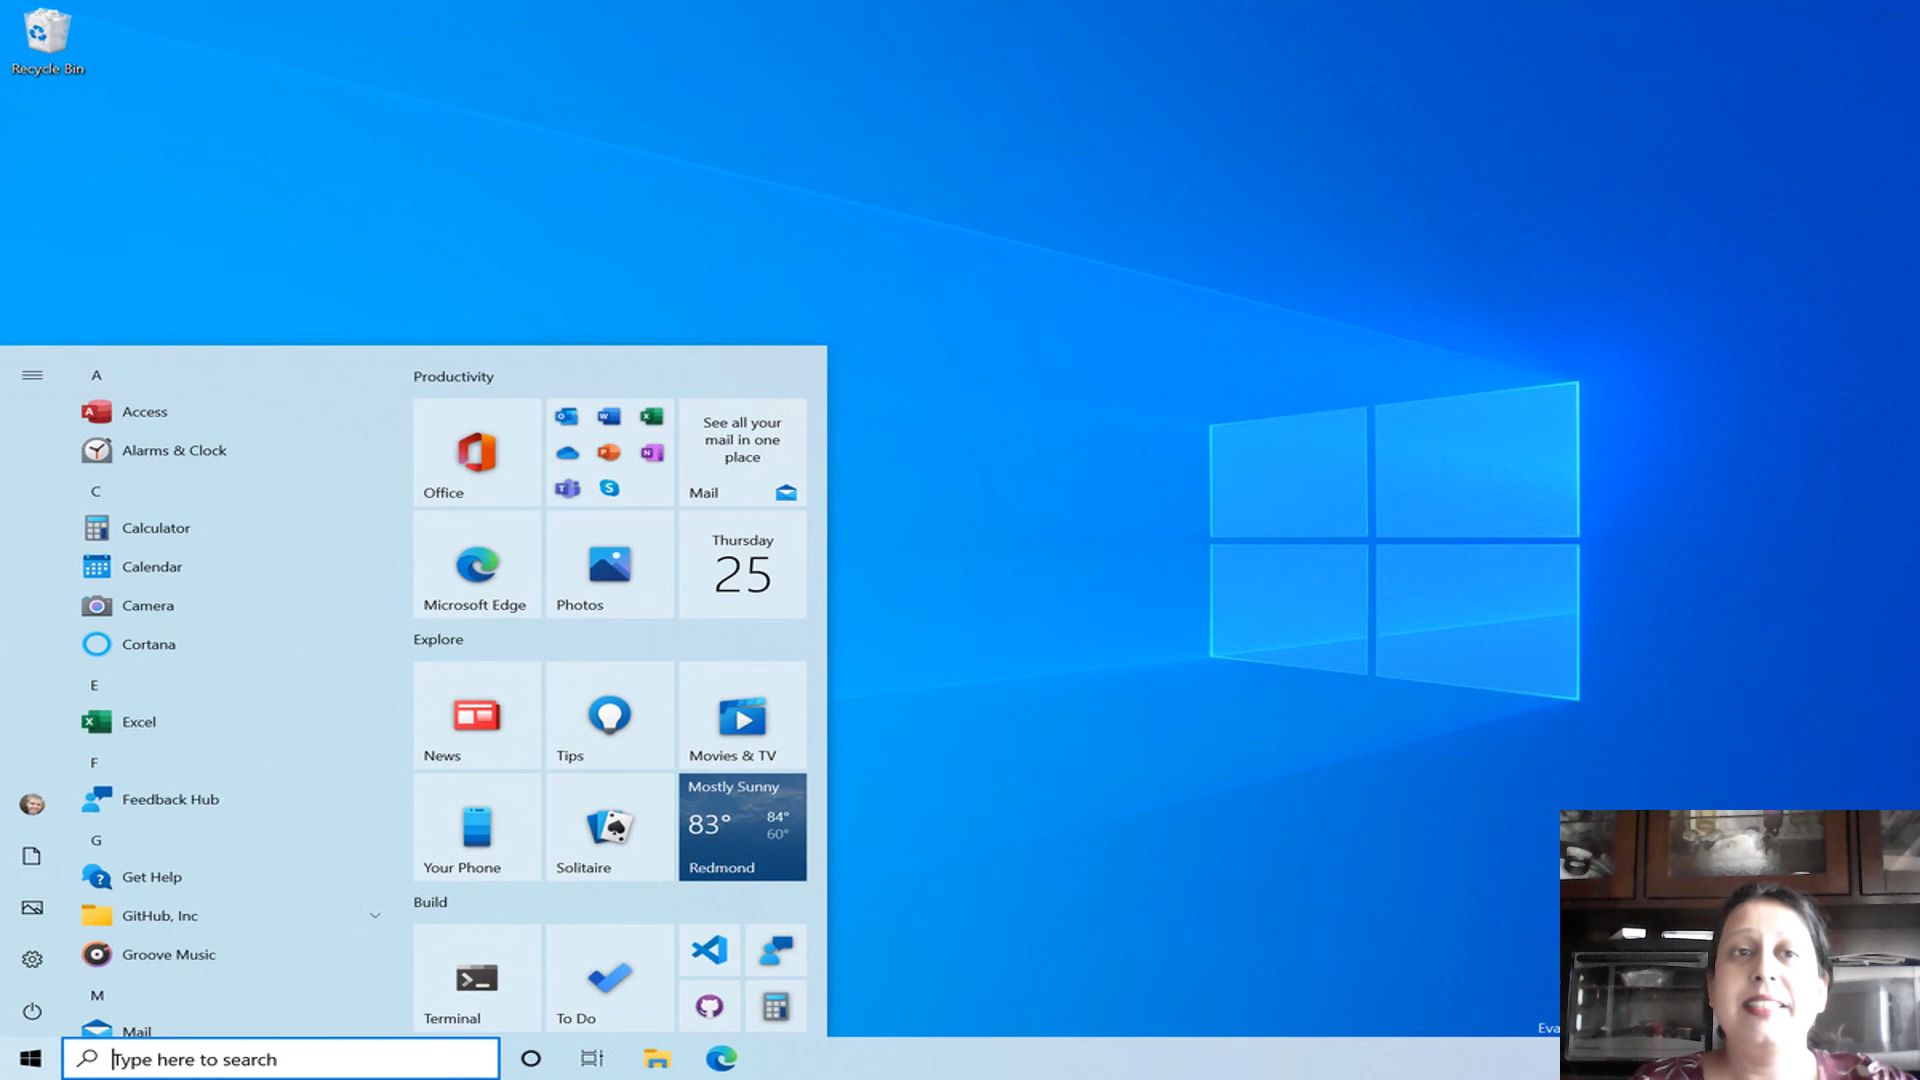 Recycle Bin
A
Access
Alarms & Clock
C
Calculator
Calendar
Camera
Cortana
E
Excel
F
Feedback Hub
G
Get Help
GitHub, Inc
Groove Music
M
Mail
Productivity
Office
See all your
mail in one
place
Mail
Microsoft Edge
Photos
Thursday
25
Explore
News
Tips
Movies & TV
Your Phone
Solitaire
Mostly Sunny
83°
84°
60°
Redmond
Build
Terminal
To Do
Type here to search
Eva